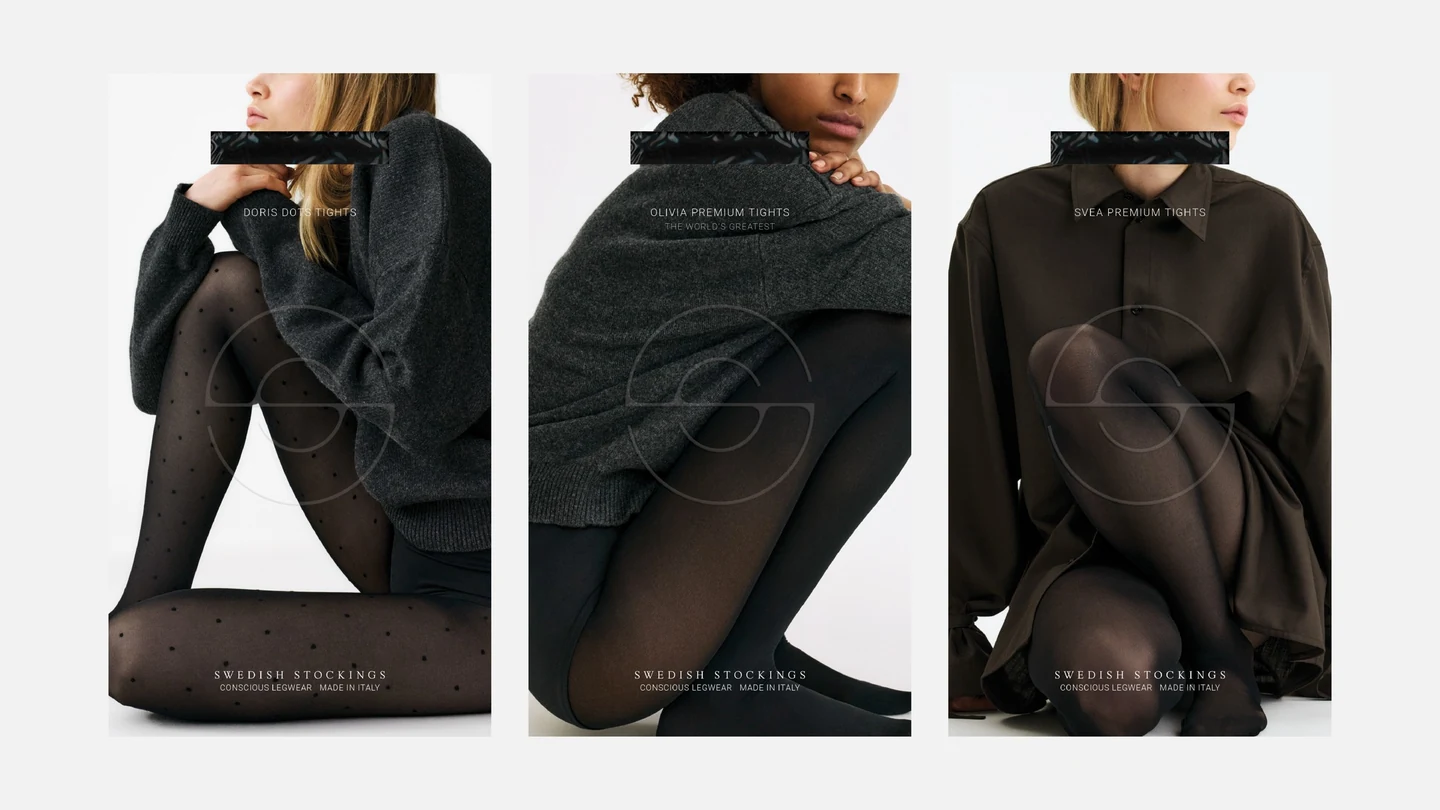 DORIS DOTS TIGHTS
SWEDISH STOCKINGS
CONSCIOUS LEGWEAR MADE IN ITALY
OLIVIA PREMIUM TIGHTS
THE WORLD'S GREATEST
SWEDISH STOCKINGS
CONSCIOUS LEGWEAR MADE IN ITALY
SVEA PREMIUM TIGHTS
SWEDISH STOCKINGS
CONSCIOUS LEGWEAR MADE IN ITALY